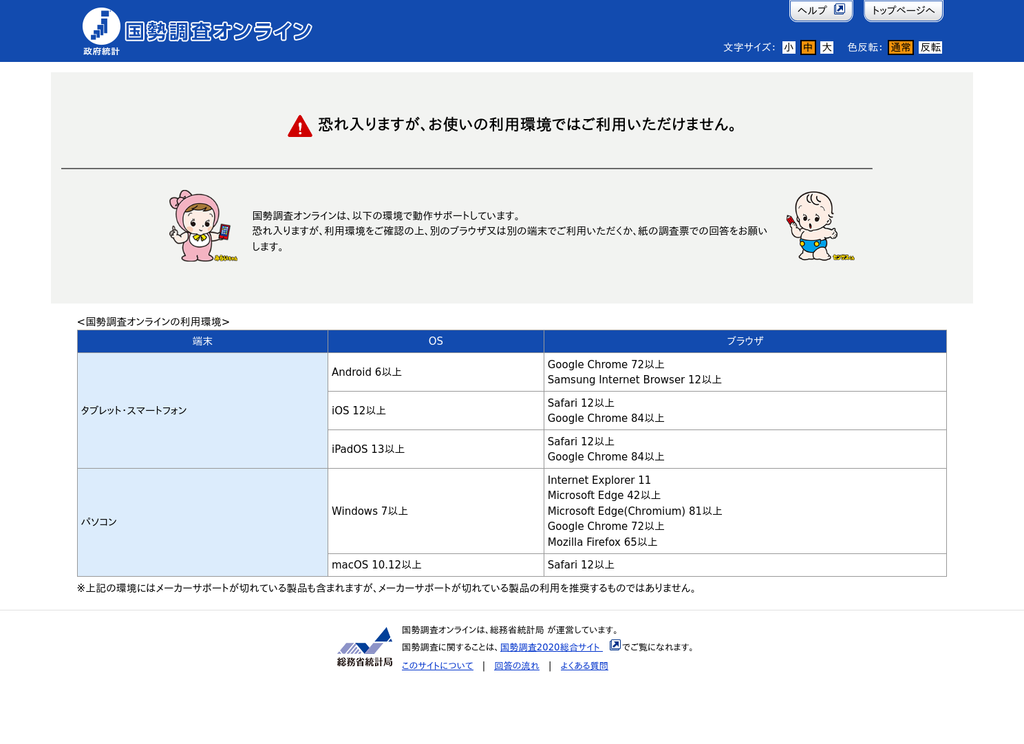 政府統計
国勢調査オンライン
ヘルプ
トップページへ
文字サイズ： 小 中 大 色反転： 通常 反転
恐れ入りますが、お使いの利用環境ではご利用いただけません。
国勢調査オンラインは、以下の環境で動作サポートしています。
恐れ入りますが、利用環境をご確認の上、別のブラウザ又は別の端末でご利用いただくか、紙の調査票での回答をお願い
します。
みらいちゃん
センサスくん
<国勢調査オンラインの利用環境>
端末 OS ブラウザ
タブレット・スマートフォン
Android 6以上
Google Chrome 72以上
Samsung Internet Browser 12以上
iOS 12以上
Safari 12以上
Google Chrome 84以上
iPadOS 13以上
Safari 12以上
Google Chrome 84以上
パソコン
Windows 7以上
Internet Explorer 11
Microsoft Edge 42以上
Microsoft Edge(Chromium) 81以上
Google Chrome 72以上
Mozilla Firefox 65以上
macOS 10.12以上
Safari 12以上
※上記の環境にはメーカーサポートが切れている製品も含まれますが、メーカーサポートが切れている製品の利用を推奨するものではありません。
総務省統計局
国勢調査オンラインは、総務省統計局 が運営しています。
国勢調査に関することは、国勢調査2020総合サイト でご覧になれます。
このサイトについて | 回答の流れ | よくある質問